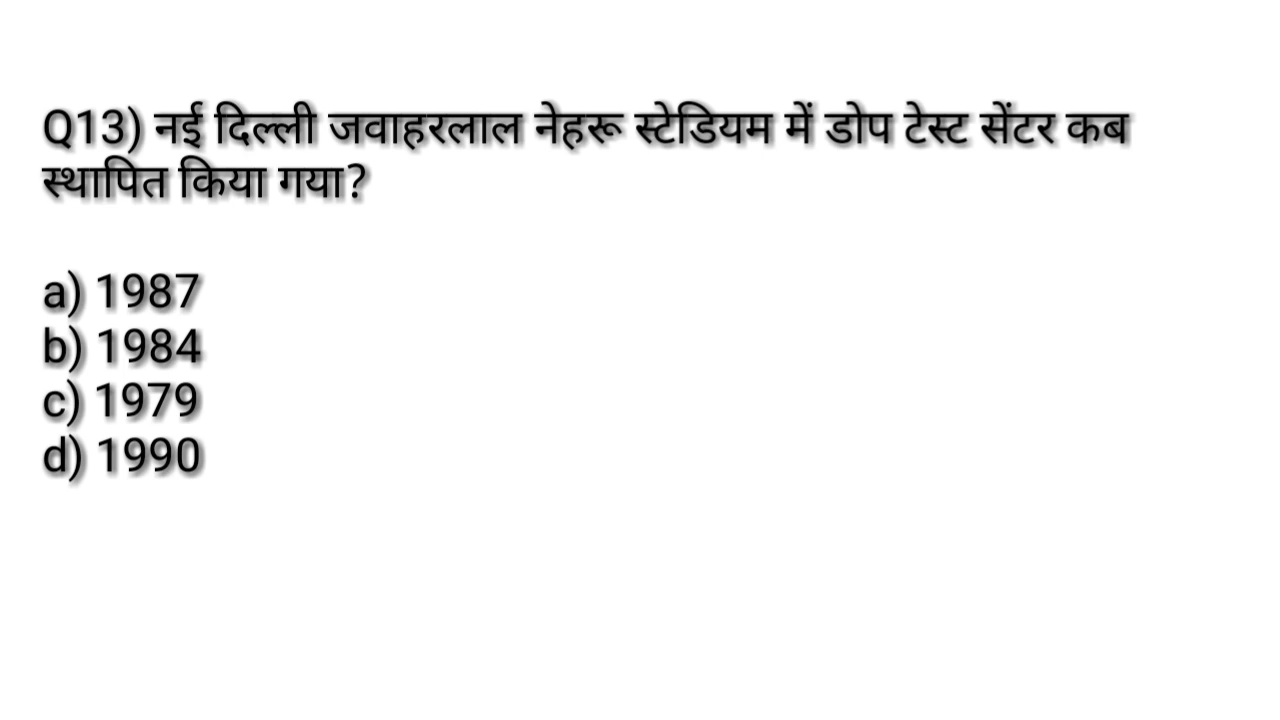 Q13) नई दिल्ली जवाहरलाल नेहरू स्टेडियम में डोप टेस्ट सेंटर कब
स्थापित किया गया?
a) 1987
b) 1984
c) 1979
d) 1990